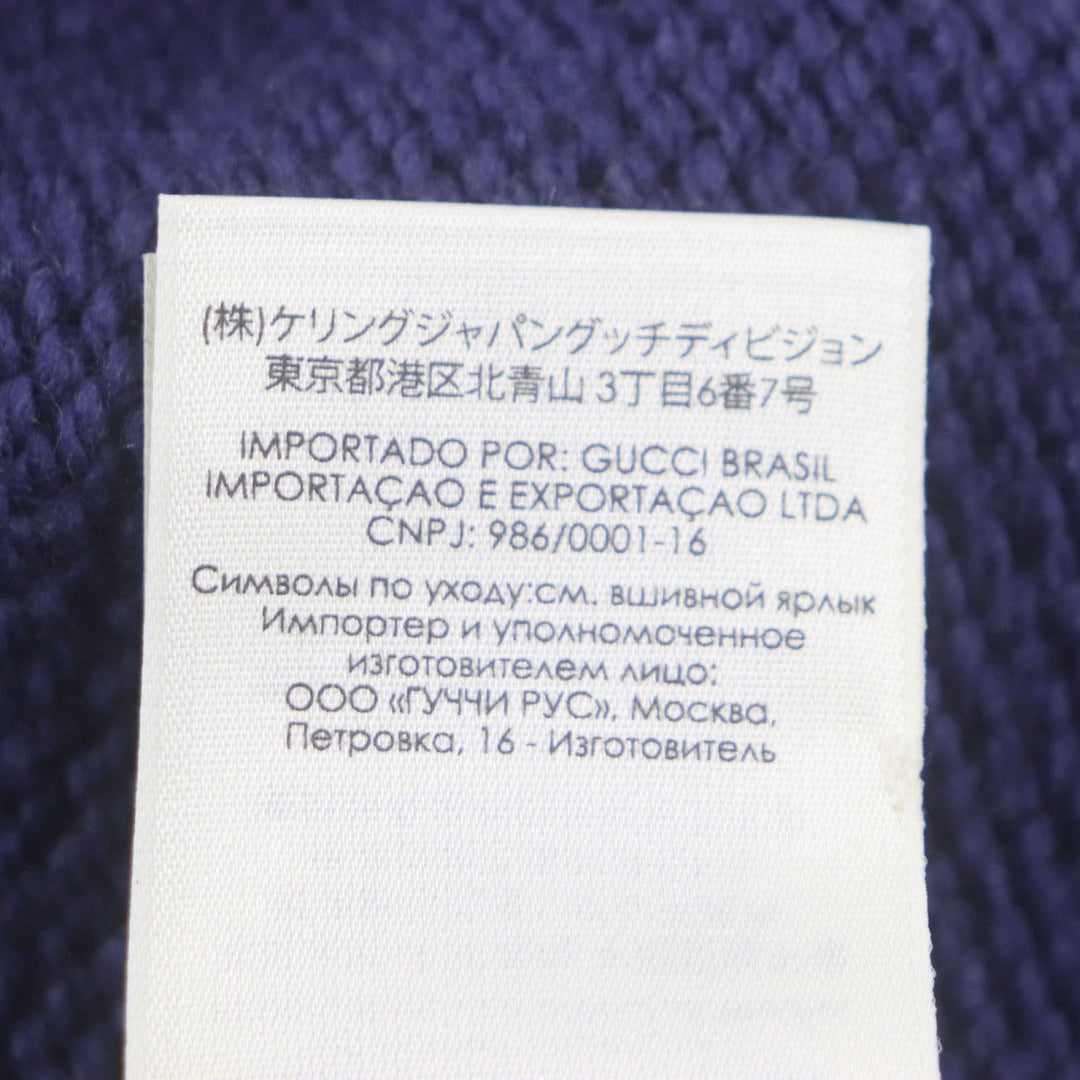 (株)ケリングジャパングッチディビジョン
東京都港区北青山 3丁目6番7号
IMPORTADO POR: GUCCI BRASIL
IMPORTAÇAO E EXPORTAÇAO LTDA
CNPJ: 986/0001-16
Символы по уходу:см. вшивной ярлык
Импортер и уполномоченное
изготовителем лицо:
ООО «ГУЧЧИ РУС», Москва,
Петровка, 16 - Изготовитель